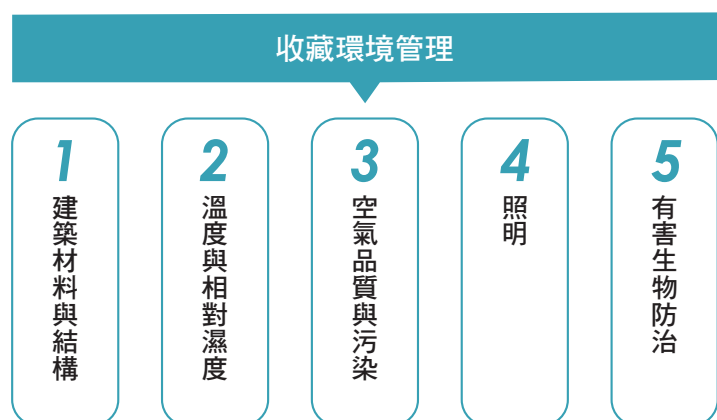 收藏環境管理
1
建築材料與結構
2
溫度與相對濕度
3
空氣品質與污染
4
照明
5
有害生物防治